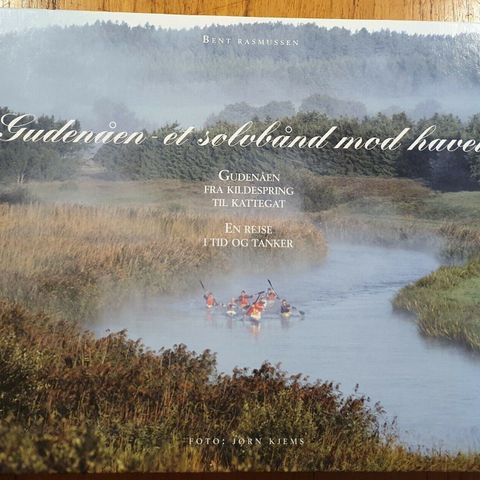 BENT RASMUSSEN
Gudenåen - et sølvbånd mod havet
GUDENÅEN
FRA KILDESPRING
TIL KATTEGAT
EN REJSE
I TID OG TANKER
FOTO: JØRN KJEMS